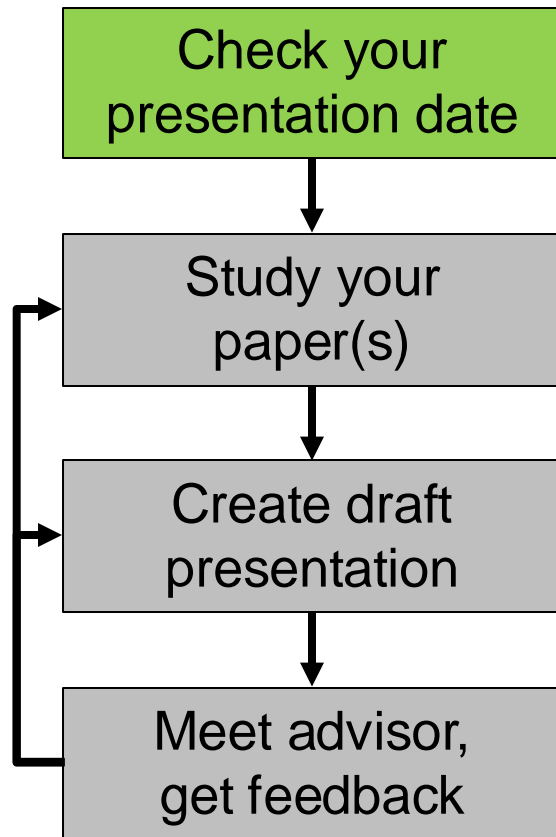 Check your
presentation date
Study your
paper(s)
Create draft
presentation
Meet advisor,
get feedback